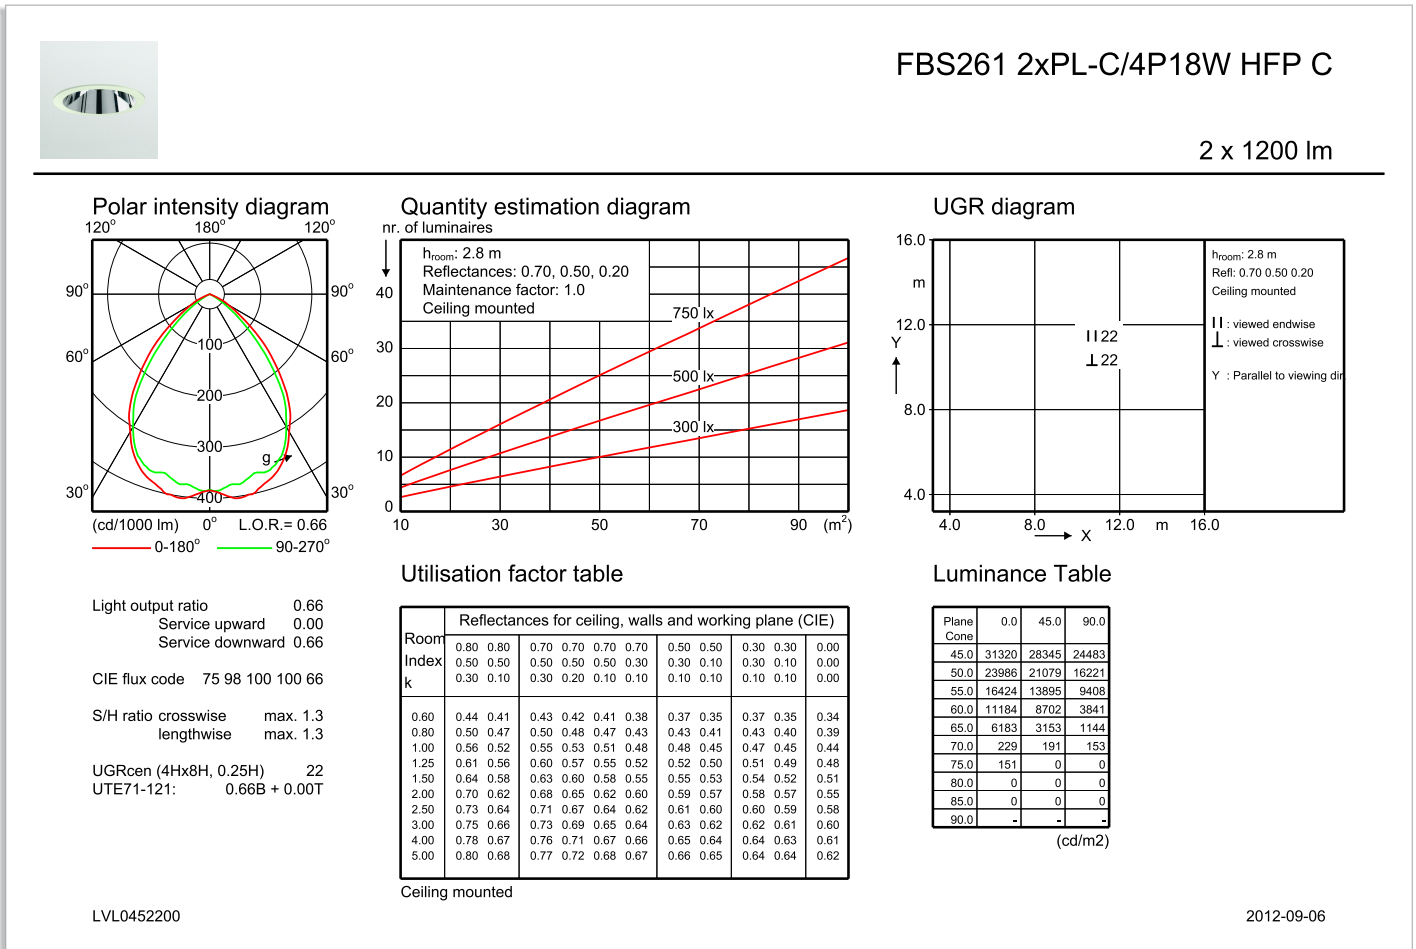 FBS261 2xPL-C/4P18W HFP C
2 x 1200 lm
Polar intensity diagram
120° 180° 120°
90° 90°
60° 60°
30° 30°
100
200
300
400
g
(cd/1000 lm) 0° L.O.R.= 0.66
0-180° 90-270°
Quantity estimation diagram
nr. of luminaires
hroom: 2.8 m
Reflectances: 0.70, 0.50, 0.20
Maintenance factor: 1.0
Ceiling mounted
40
30
20
10
0
750 lx
500 lx
300 lx
10 30 50 70 90 (m²)
UGR diagram
16.0
m
12.0
Y
8.0
4.0
II 22
⊥ 22
4.0 8.0 12.0 m 16.0
X
hroom: 2.8 m
Refl: 0.70 0.50 0.20
Ceiling mounted
II : viewed endwise
⊥ : viewed crosswise
Y : Parallel to viewing dir
Light output ratio 0.66
Service upward 0.00
Service downward 0.66
CIE flux code 75 98 100 100 66
S/H ratio crosswise max. 1.3
lengthwise max. 1.3
UGRcen (4Hx8H, 0.25H) 22
UTE71-121: 0.66B + 0.00T
Utilisation factor table
Room
Index
k
Reflectances for ceiling, walls and working plane (CIE)
0.80 0.80 0.70 0.70 0.70 0.70 0.50 0.50 0.30 0.30 0.00
0.50 0.50 0.50 0.50 0.50 0.30 0.30 0.10 0.30 0.10 0.00
0.30 0.10 0.30 0.20 0.10 0.10 0.10 0.10 0.10 0.10 0.00
0.60 0.44 0.41 0.43 0.42 0.41 0.38 0.37 0.35 0.37 0.35 0.34
0.80 0.50 0.47 0.50 0.48 0.47 0.43 0.43 0.41 0.43 0.40 0.39
1.00 0.56 0.52 0.55 0.53 0.51 0.48 0.48 0.45 0.47 0.45 0.44
1.25 0.61 0.56 0.60 0.57 0.55 0.52 0.52 0.50 0.51 0.49 0.48
1.50 0.64 0.58 0.63 0.60 0.58 0.55 0.55 0.53 0.54 0.52 0.51
2.00 0.70 0.62 0.68 0.65 0.62 0.60 0.59 0.57 0.58 0.57 0.55
2.50 0.73 0.64 0.71 0.67 0.64 0.62 0.61 0.60 0.60 0.59 0.58
3.00 0.75 0.66 0.73 0.69 0.65 0.64 0.63 0.62 0.62 0.61 0.60
4.00 0.78 0.67 0.76 0.71 0.67 0.66 0.65 0.64 0.64 0.63 0.61
5.00 0.80 0.68 0.77 0.72 0.68 0.67 0.66 0.65 0.64 0.64 0.62
Ceiling mounted
Luminance Table
Plane 0.0 45.0 90.0
Cone
45.0 31320 28345 24483
50.0 23986 21079 16221
55.0 16424 13895 9408
60.0 11184 8702 3841
65.0 6183 3153 1144
70.0 229 191 153
75.0 151 0 0
80.0 0 0 0
85.0 0 0 0
90.0 - - -
(cd/m2)
LVL0452200
2012-09-06